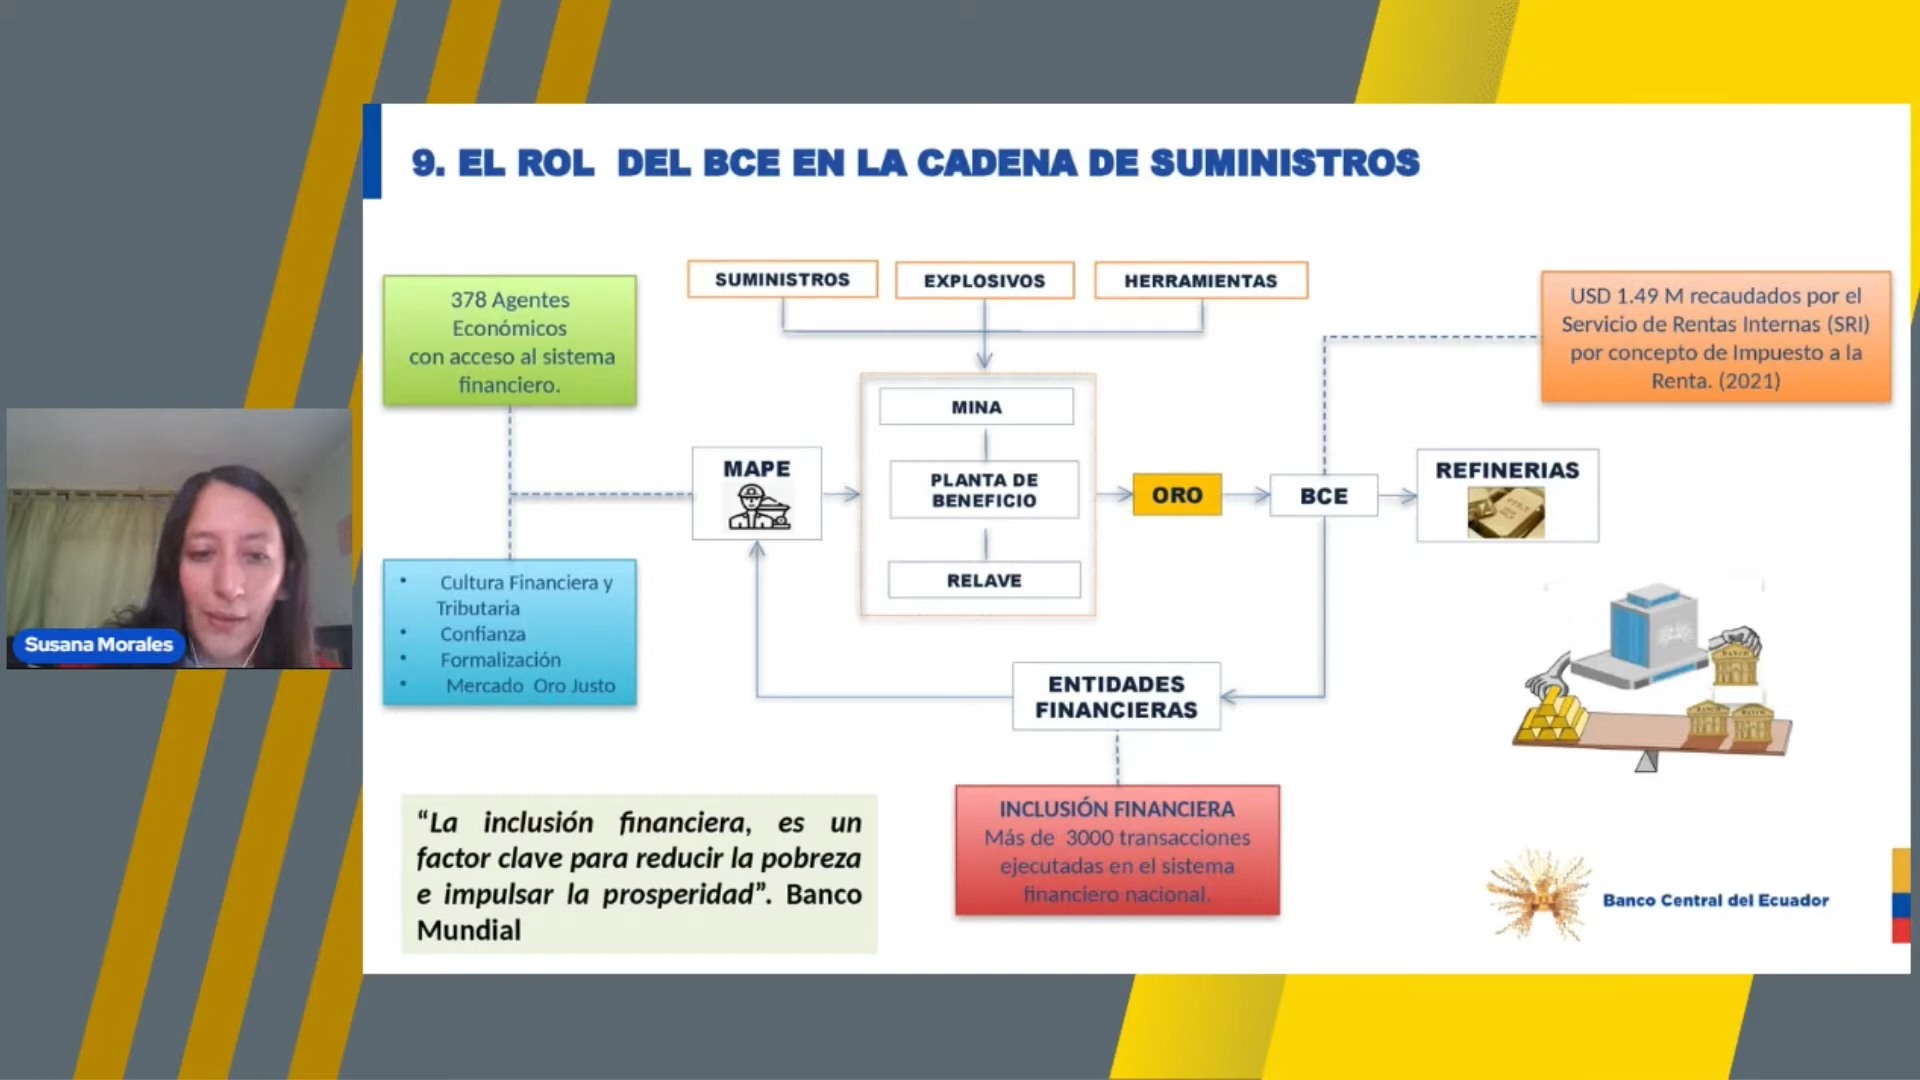 9. EL ROL DEL BCE EN LA CADENA DE SUMINISTROS
378 Agentes
Económicos
con acceso al sistema
financiero.
SUMINISTROS
EXPLOSIVOS
HERRAMIENTAS
USD 1.49 M recaudados por el
Servicio de Rentas Internas (SRI)
por concepto de Impuesto a la
Renta. (2021)
MINA
MAPE
PLANTA DE
BENEFICIO
ORO
BCE
REFINERIAS
RELAVE
• Cultura Financiera y
Tributaria
• Confianza
• Formalización
• Mercado Oro Justo
Susana Morales
ENTIDADES
FINANCIERAS
BANCO
BANCO
BANCO
“La inclusión financiera, es un
factor clave para reducir la pobreza
e impulsar la prosperidad”. Banco
Mundial
INCLUSIÓN FINANCIERA
Más de 3000 transacciones
ejecutadas en el sistema
financiero nacional.
Banco Central del Ecuador